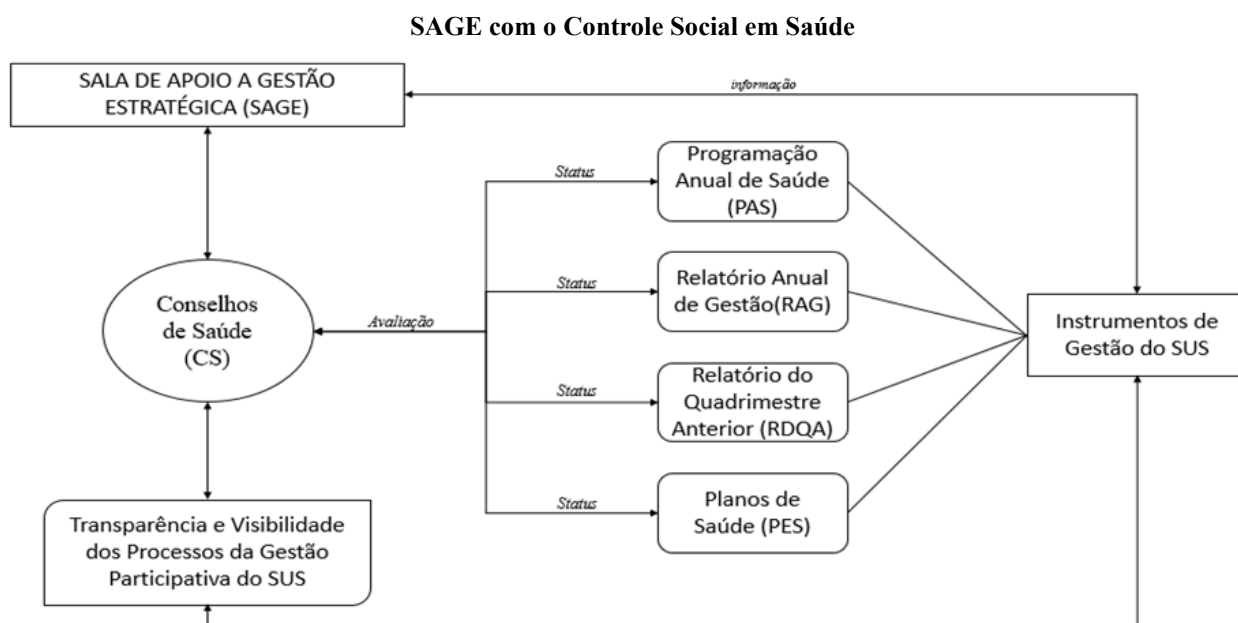 SAGE com o Controle Social em Saúde
SALA DE APOIO A GESTÃO
ESTRATÉGICA (SAGE)
informação
Status
Programação
Anual de Saúde
(PAS)
Status
Relatório Anual
de Gestão(RAG)
Conselhos
de Saúde
(CS)
Avaliação
Instrumentos de
Gestão do SUS
Status
Relatório do
Quadrimestre
Anterior (RDQA)
Status
Planos de
Saúde (PES)
Transparência e Visibilidade
dos Processos da Gestão
Participativa do SUS